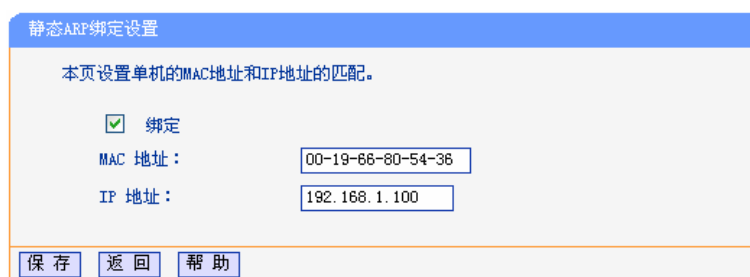 静态ARP绑定设置
本页设置单机的MAC地址和IP地址的匹配。
绑定
MAC 地址： 00-19-66-80-54-36
IP 地址： 192.168.1.100
保 存 返 回 帮 助